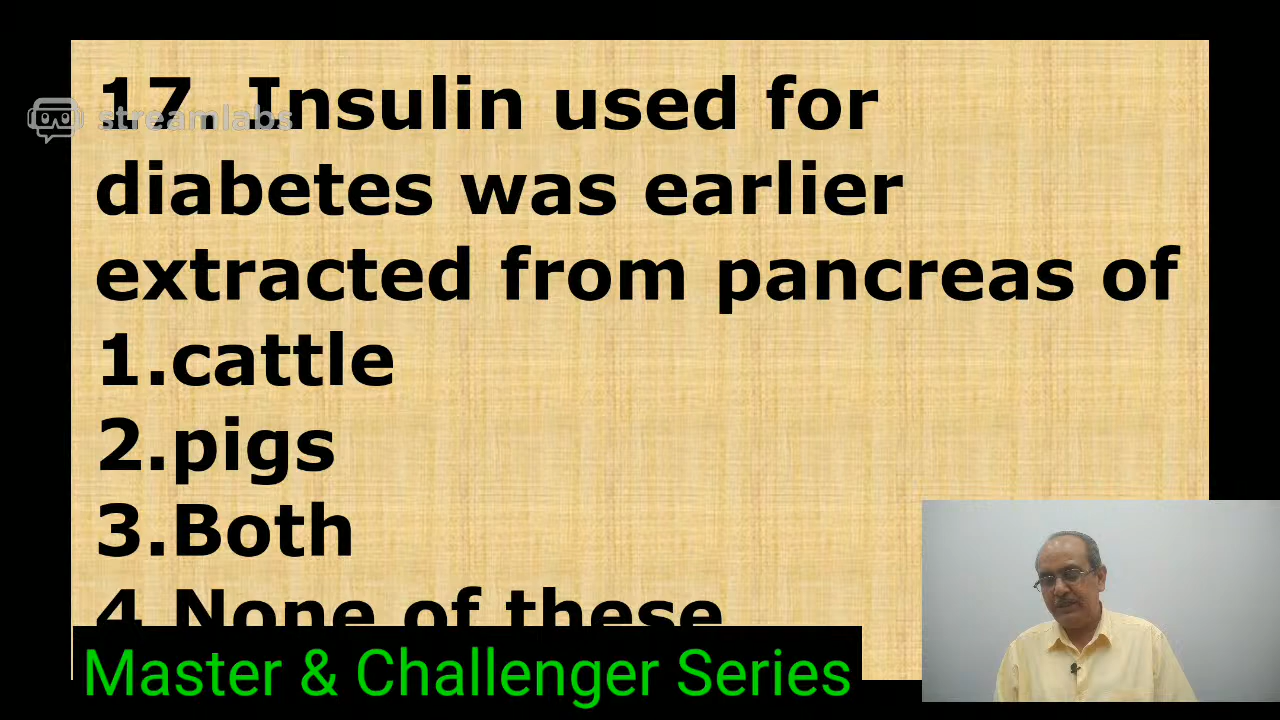 17. Insulin used for
streamlabs
diabetes was earlier
extracted from pancreas of
1.cattle
2.pigs
3.Both
4.None of these
Master & Challenger Series